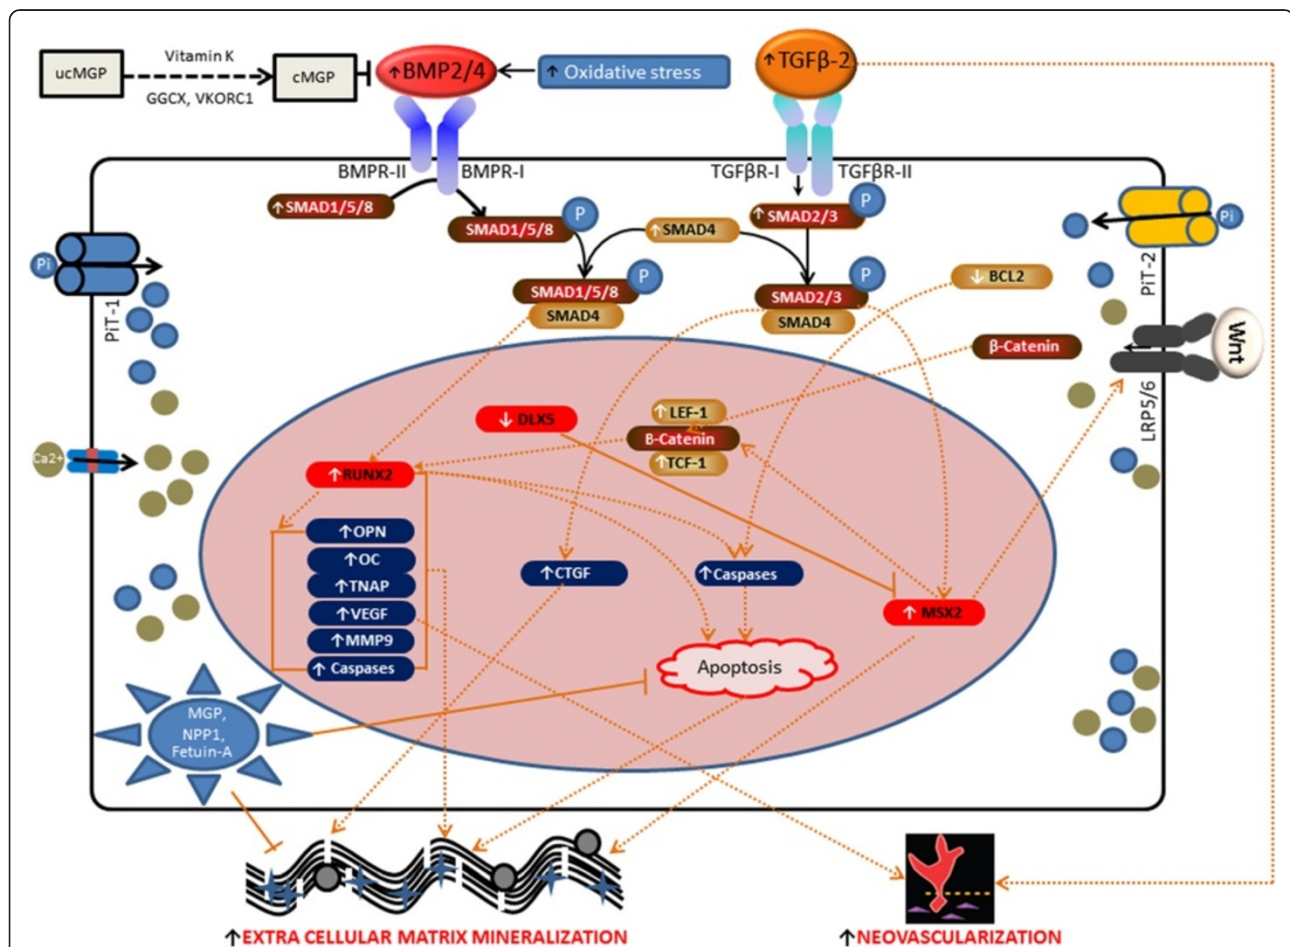 ucMGP
Vitamin K
GGCX, VKORC1
cMGP
↑BMP2/4
↑ Oxidative stress
↑TGFβ-2
BMPR-II
BMPR-I
TGFβR-I
TGFβR-II
↑SMAD1/5/8
SMAD1/5/8
P
↑SMAD4
↑SMAD2/3
P
Pi
PiT-1
Pi
PiT-2
SMAD1/5/8
P
SMAD4
SMAD2/3
P
SMAD4
↓ BCL2
β-Catenin
Wnt
LRP5/6
Ca2+
↓ DLX5
↑LEF-1
B-Catenin
↑TCF-1
↑RUNX2
↑OPN
↑OC
↑TNAP
↑VEGF
↑MMP9
↑ Caspases
↑CTGF
↑Caspases
↑ MSX2
Apoptosis
MGP,
NPP1,
Fetuin-A
↑EXTRA CELLULAR MATRIX MINERALIZATION
↑NEOVASCULARIZATION